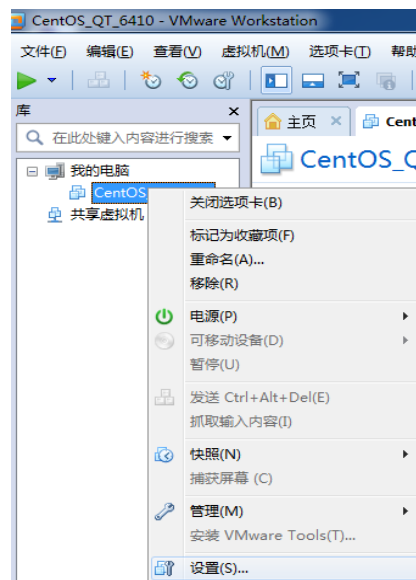 CentOS_QT_6410 - VMware Workstation
文件(F) 编辑(E) 查看(V) 虚拟机(M) 选项卡(T) 帮助
库
在此处键入内容进行搜索
主页
Cent
CentOS_Q
我的电脑
CentOS_
共享虚拟机
关闭选项卡(B)
标记为收藏项(F)
重命名(A)...
移除(R)
电源(P)
可移动设备(D)
暂停(U)
发送 Ctrl+Alt+Del(E)
抓取输入内容(I)
快照(N)
捕获屏幕 (C)
管理(M)
安装 VMware Tools(T)...
设置(S)...